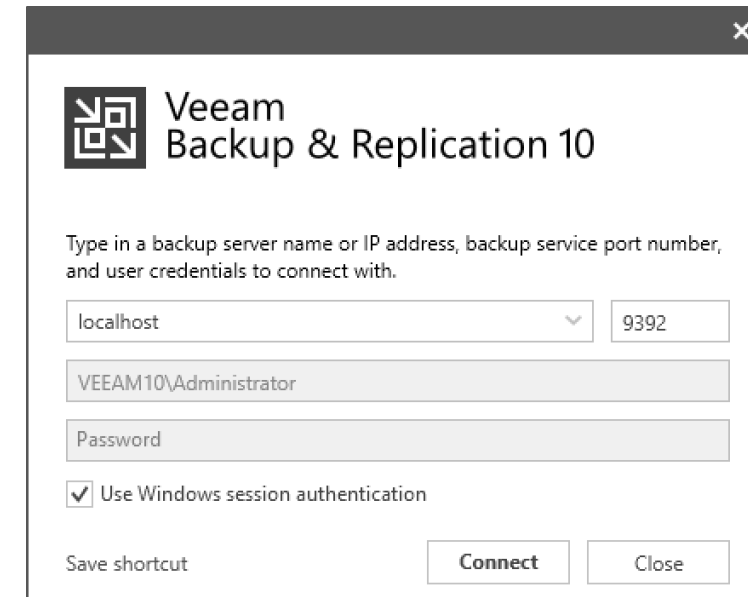 Veeam
Backup & Replication 10
Type in a backup server name or IP address, backup service port number,
and user credentials to connect with.
localhost 9392
VEEAM10\Administrator
Password
Use Windows session authentication
Save shortcut Connect Close